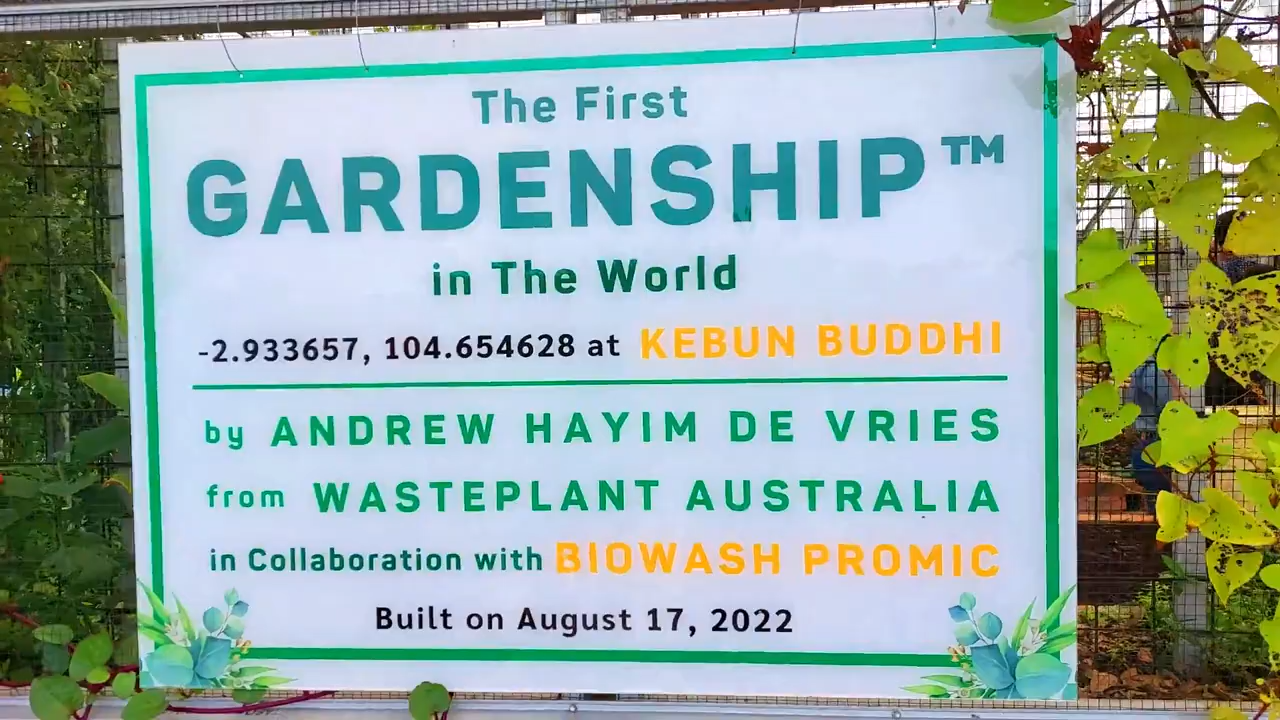 The First
GARDENSHIP™
in The World
-2.933657, 104.654628 at KEBUN BUDDHI
by ANDREW HAYIM DE VRIES
from WASTEPLANT AUSTRALIA
in Collaboration with BIOWASH PROMIC
Built on August 17, 2022